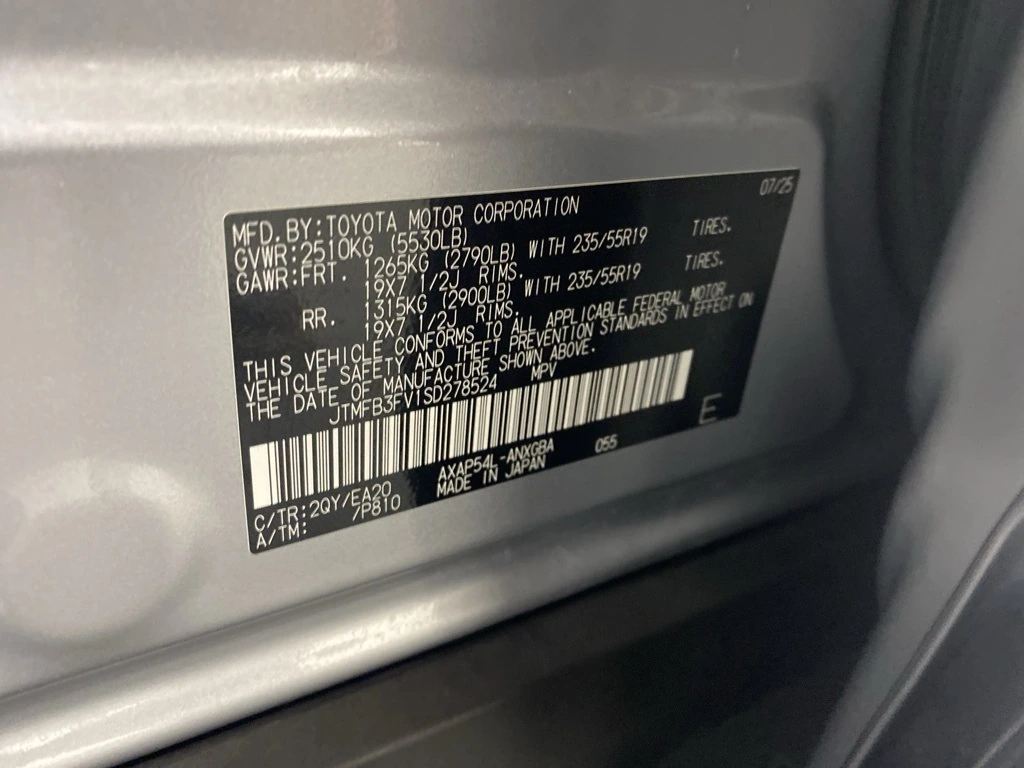 07/25
MFD.BY:TOYOTA MOTOR CORPORATION
GVWR:2510KG (5530LB)
GAWR:FRT. 1265KG (2790LB) WITH 235/55R19 TIRES.
19X7 1/2J RIMS.
RR. 1315KG (2900LB) WITH 235/55R19 TIRES.
19X7 1/2J RIMS.
THIS VEHICLE CONFORMS TO ALL APPLICABLE FEDERAL MOTOR
VEHICLE SAFETY AND THEFT PREVENTION STANDARDS IN EFFECT ON
THE DATE OF MANUFACTURE SHOWN ABOVE.
JTMFB3FV1SD278524 MPV
E
AXAP54L-ANXGBA 055
C/TR:2QY/EA20 MADE IN JAPAN
A/TM: /P810